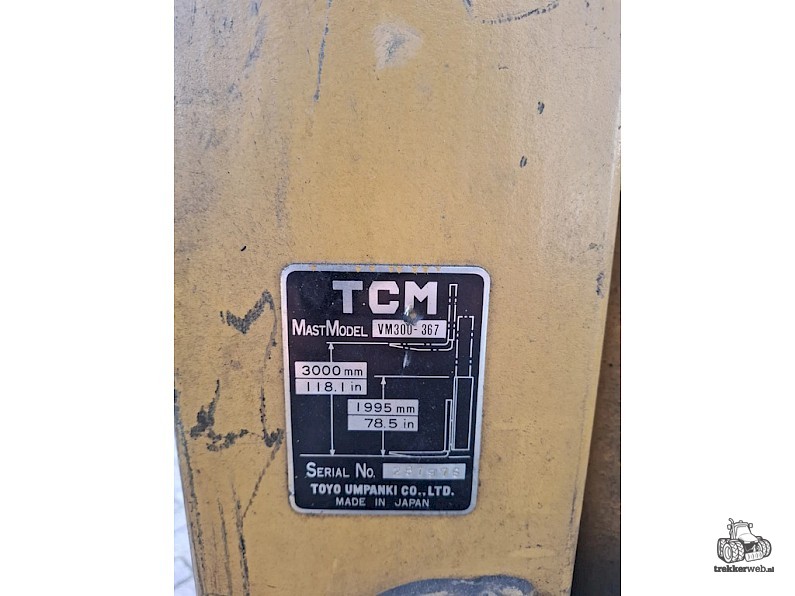 TCM
MAST MODEL VM300-367
3000 mm
118.1 in
1995 mm
78.5 in
SERIAL No.
TOYO UMPANKI CO.,LTD.
MADE IN JAPAN
trekkerweb.nl